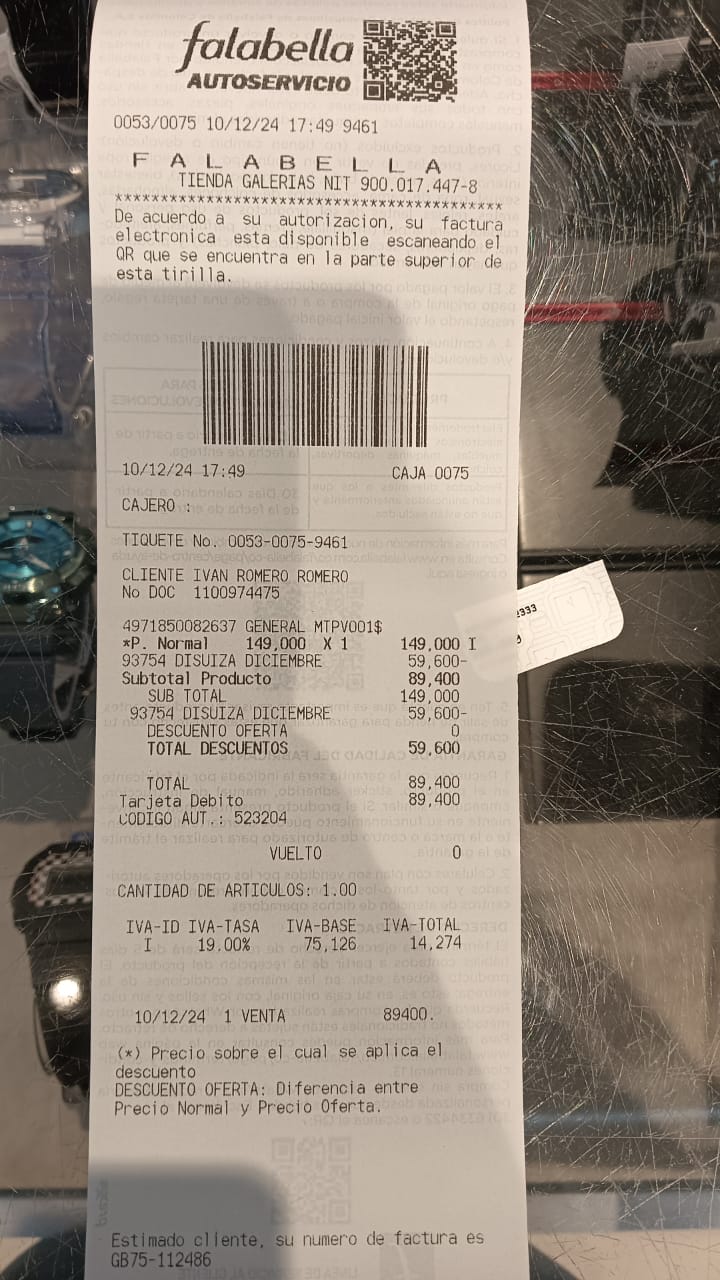 falabella
AUTOSERVICIO
0053/0075 10/12/24 17:49 9461
F A L A B E L L A
TIENDA GALERIAS NIT 900.017.447-8
******************************************
De acuerdo a su autorizacion, su factura
electronica esta disponible escaneando el
QR que se encuentra en la parte superior de
esta tirilla.
10/12/24 17:49 CAJA 0075
CAJERO :
TIQUETE No. 0053-0075-9461
CLIENTE IVAN ROMERO ROMERO
No DOC 1100974475
4971850082637 GENERAL MTPV001$
*P. Normal 149,000 X 1 149,000 I
93754 DISUIZA DICIEMBRE 59,600-
Subtotal Producto 89,400
SUB TOTAL 149,000
93754 DISUIZA DICIEMBRE 59,600-
DESCUENTO OFERTA 0
TOTAL DESCUENTOS 59,600
TOTAL 89,400
Tarjeta Debito 89,400
CODIGO AUT.: 523204
VUELTO 0
CANTIDAD DE ARTICULOS: 1.00
IVA-ID IVA-TASA IVA-BASE IVA-TOTAL
I 19.00% 75,126 14,274
10/12/24 1 VENTA 89400.
(*) Precio sobre el cual se aplica el
descuento
DESCUENTO OFERTA: Diferencia entre
Precio Normal y Precio Oferta.
Estimado cliente, su numero de factura es
GB75-112486